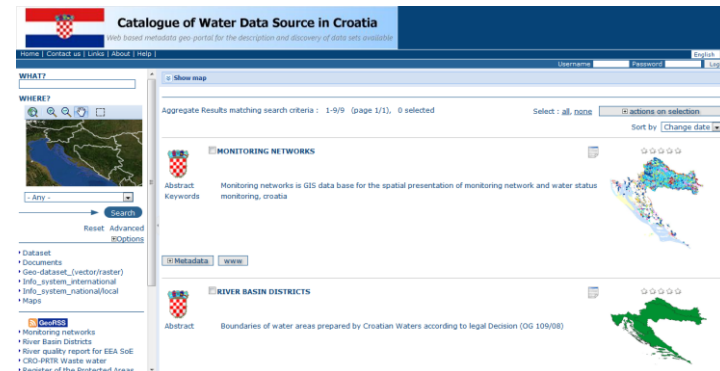 Catalogue of Water Data Source in Croatia
Web based metadata geo-portal for the description and discovery of data sets available
Home | Contact us | Links | About | Help |
English
Username
Password
Log
WHAT?
WHERE?
- Any -
Search
Reset Advanced
Options
Dataset
Documents
Geo-dataset_(vector/raster)
Info_system_international
Info_system_national/local
Maps
GeoRSS
Monitoring networks
River Basin Districts
River quality report for EEA SoE
CRO-PRTR Waste water
Register of the Protected Areas
Show map
Aggregate Results matching search criteria : 1-9/9 (page 1/1), 0 selected
Select : all, none
actions on selection
Sort by Change date
MONITORING NETWORKS
Abstract Monitoring networks is GIS data base for the spatial presentation of monitoring network and water status
Keywords monitoring, croatia
Metadata www
RIVER BASIN DISTRICTS
Abstract Boundaries of water areas prepared by Croatian Waters according to legal Decision (OG 109/08)